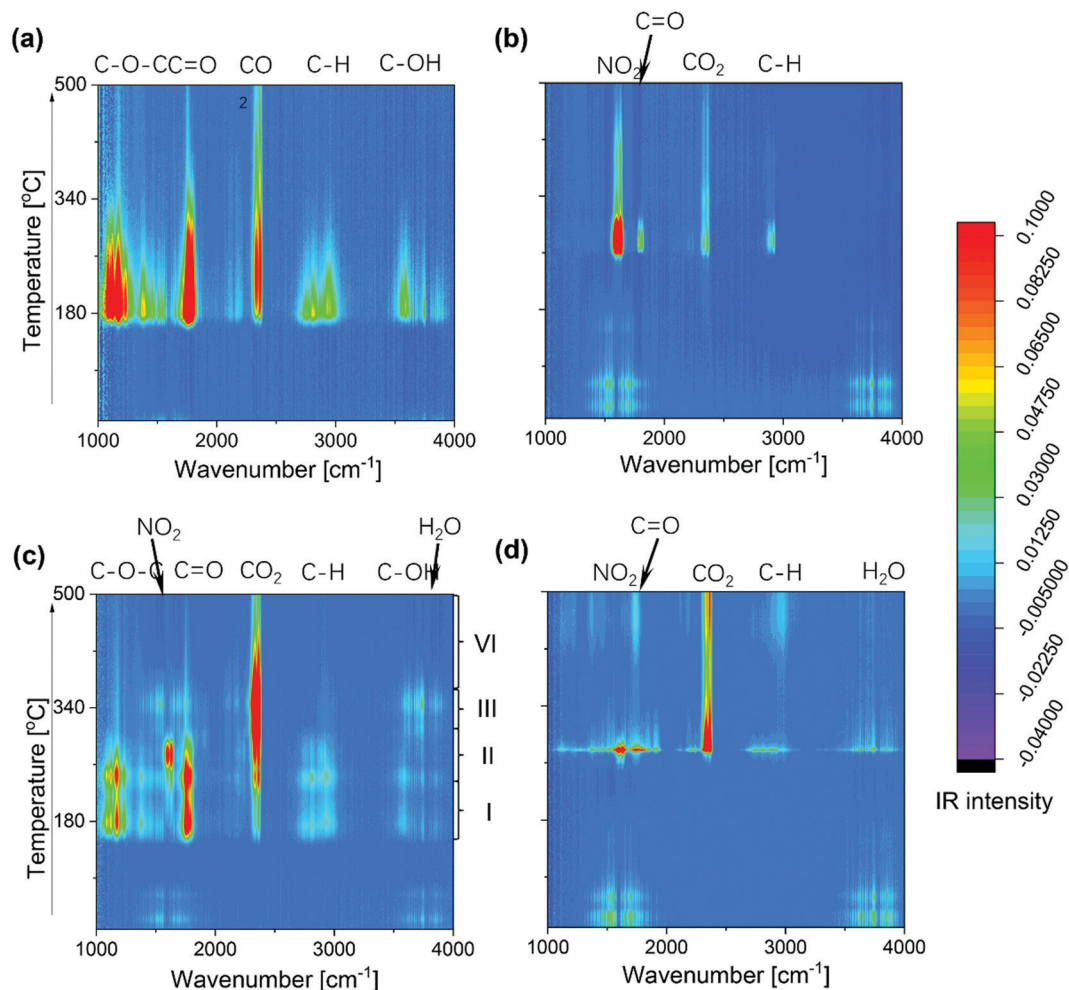 (a)
C-O-CC=O CO C-H C-OH
2
500
340
180
Temperature [ºC]
1000 2000 3000 4000
Wavenumber [cm-1]
(b)
C=O
NO2 CO2 C-H
1000 2000 3000 4000
Wavenumber [cm-1]
(c)
NO2 H2O
C-O-C C=O CO2 C-H C-OH
500
340
180
Temperature [ºC]
VI
III
II
I
1000 2000 3000 4000
Wavenumber [cm-1]
(d)
C=O
NO2 CO2 C-H H2O
1000 2000 3000 4000
Wavenumber [cm-1]
0.1000
0.08250
0.06500
0.04750
0.03000
0.01250
-0.005000
-0.02250
-0.04000
IR intensity